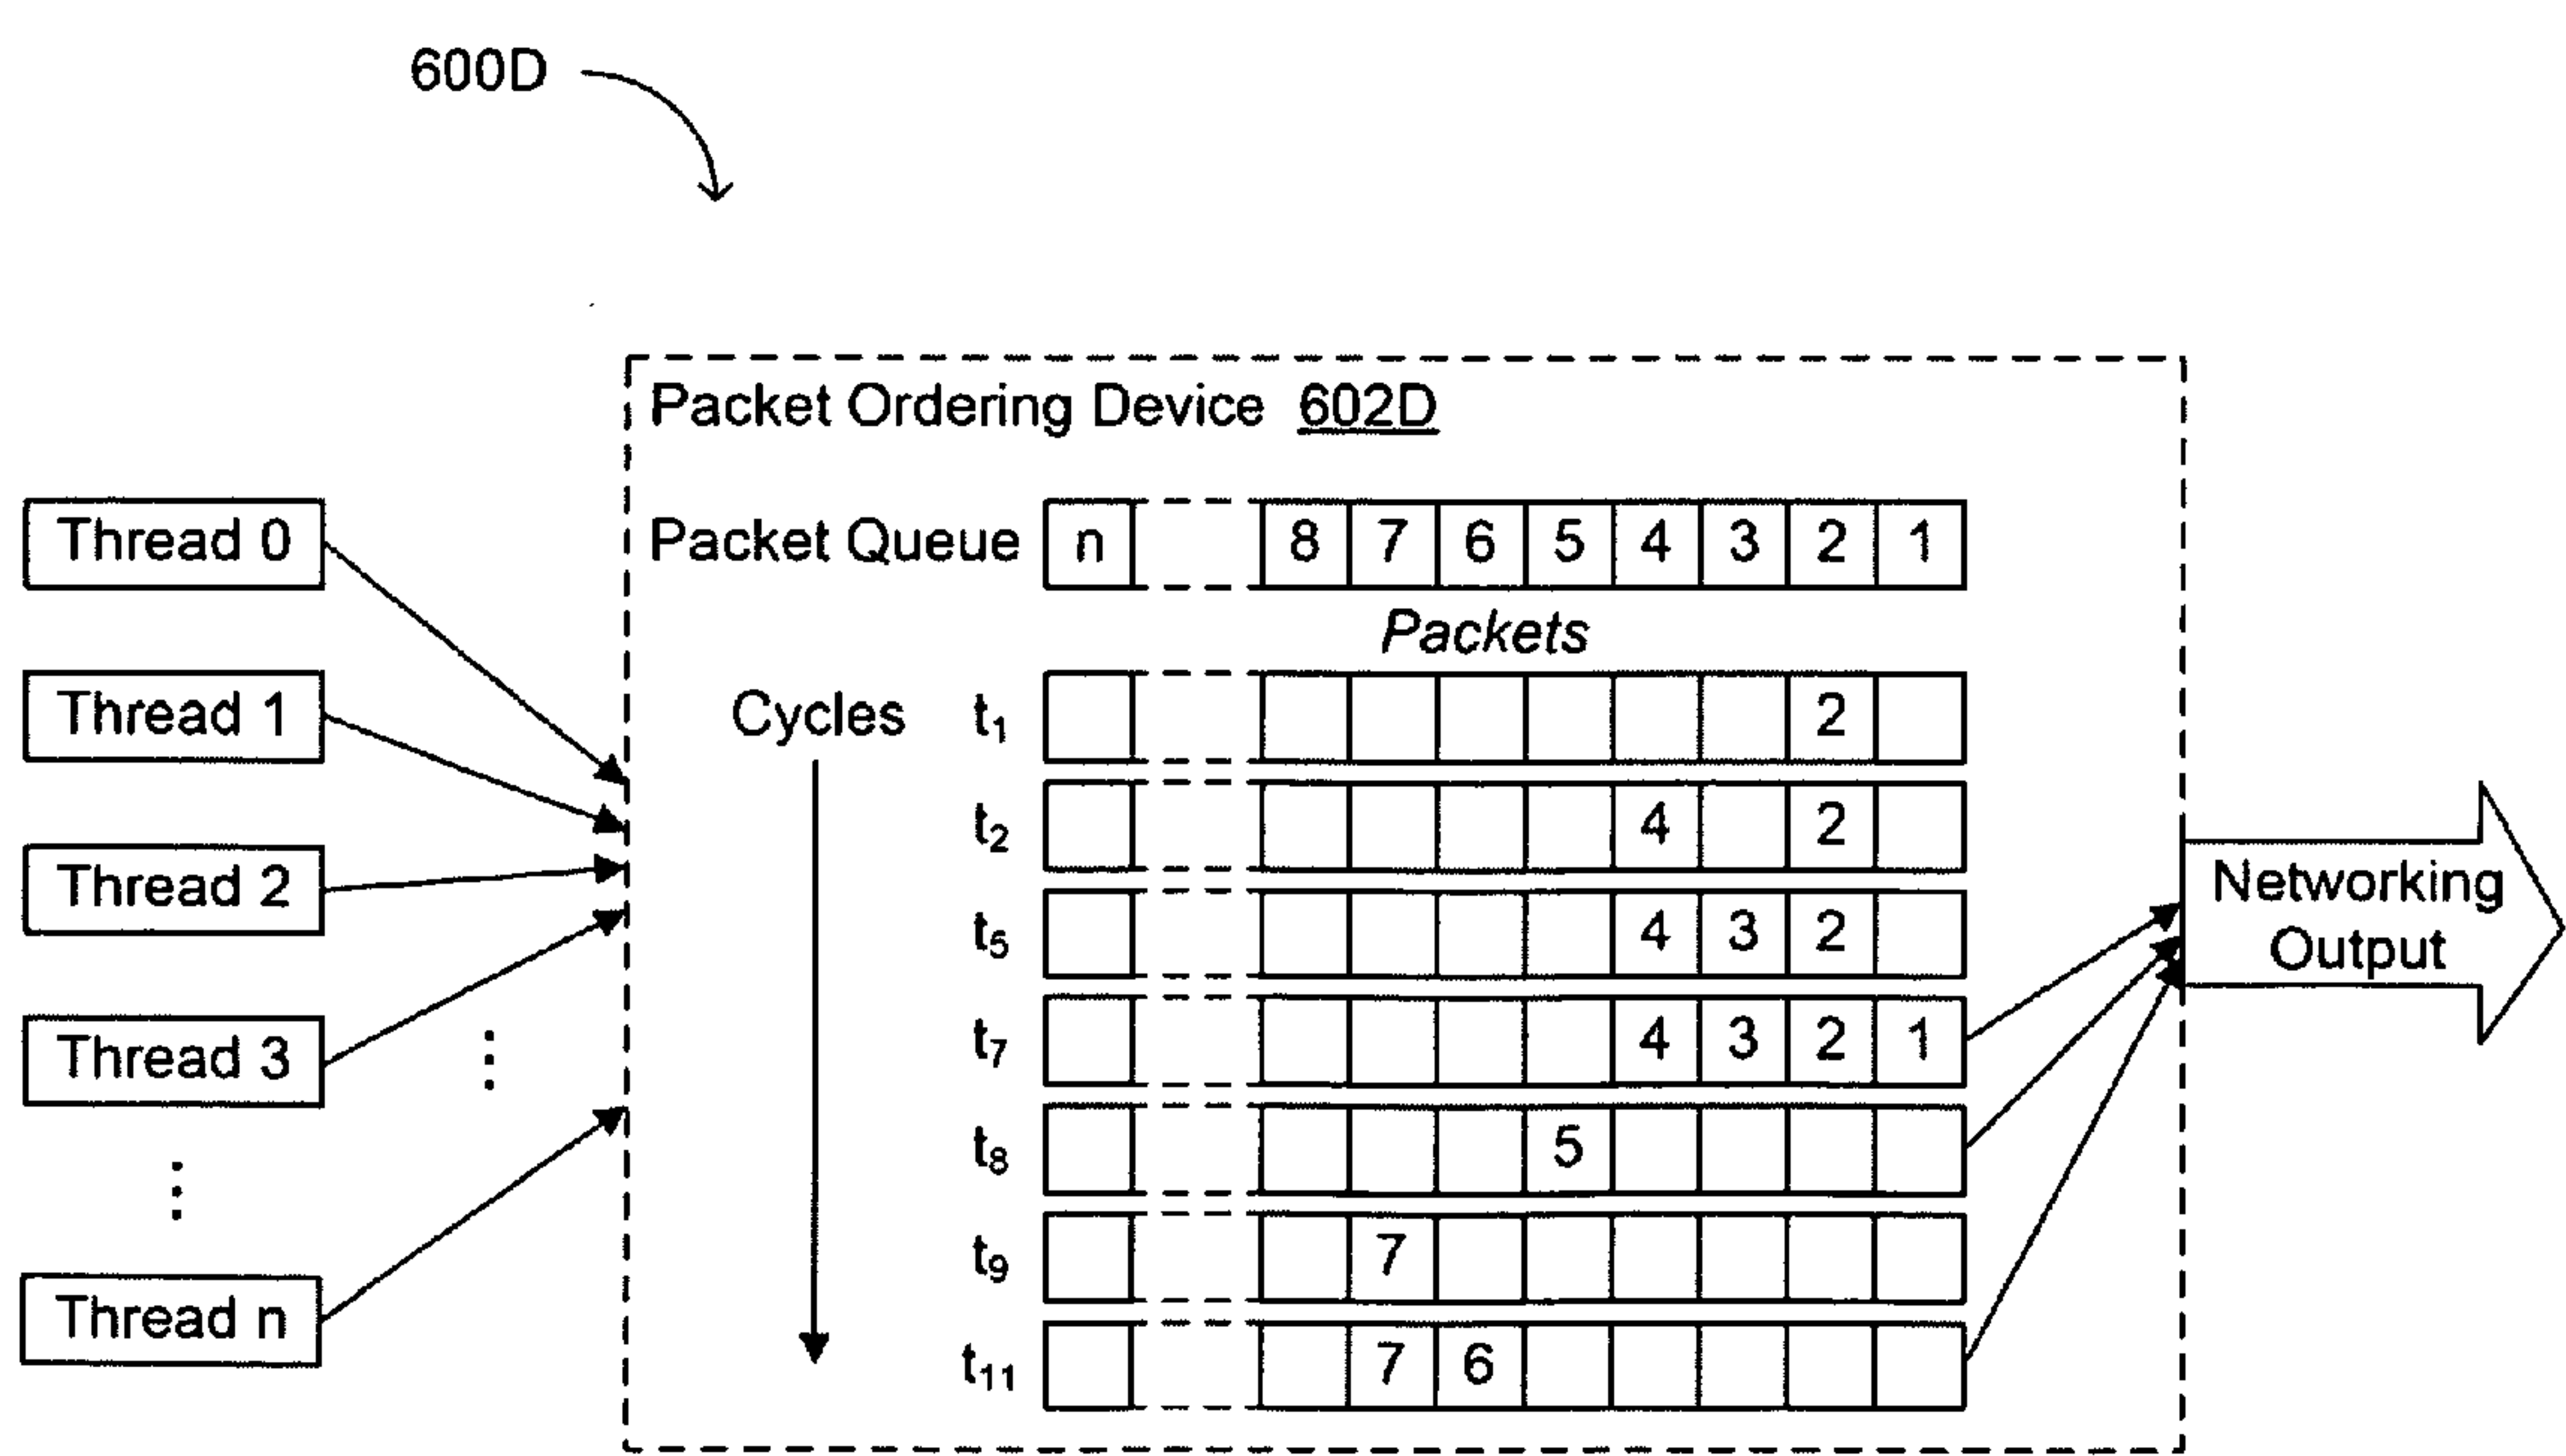 600D
Packet Ordering Device 602D
Packet Queue n 8 7 6 5 4 3 2 1
Packets
Thread 0
Thread 1
Thread 2
Thread 3
⋮
⋮
Thread n
Cycles
t₁ 2
t₂ 4 2
t₅ 4 3 2
t₇ 4 3 2 1
t₈ 5
t₉ 7
t₁₁ 7 6
Networking
Output